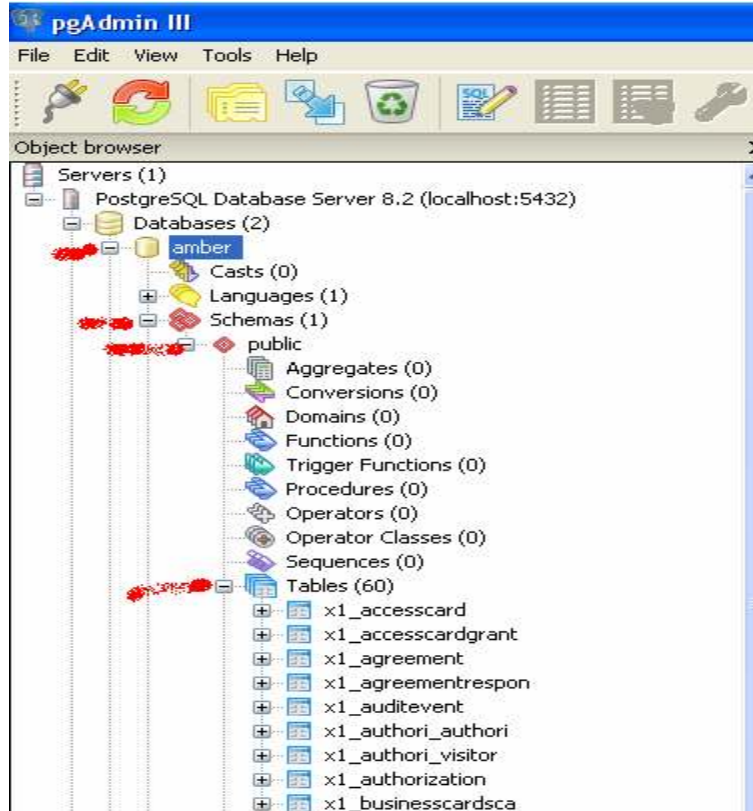 pgAdmin III
File Edit View Tools Help
SQL
Object browser
Servers (1)
PostgreSQL Database Server 8.2 (localhost:5432)
Databases (2)
amber
Casts (0)
Languages (1)
Schemas (1)
public
Aggregates (0)
Conversions (0)
Domains (0)
Functions (0)
Trigger Functions (0)
Procedures (0)
Operators (0)
Operator Classes (0)
Sequences (0)
Tables (60)
x1_accesscard
x1_accesscardgrant
x1_agreement
x1_agreementrespon
x1_auditevent
x1_authori_authori
x1_authori_visitor
x1_authorization
x1_businesscardsca